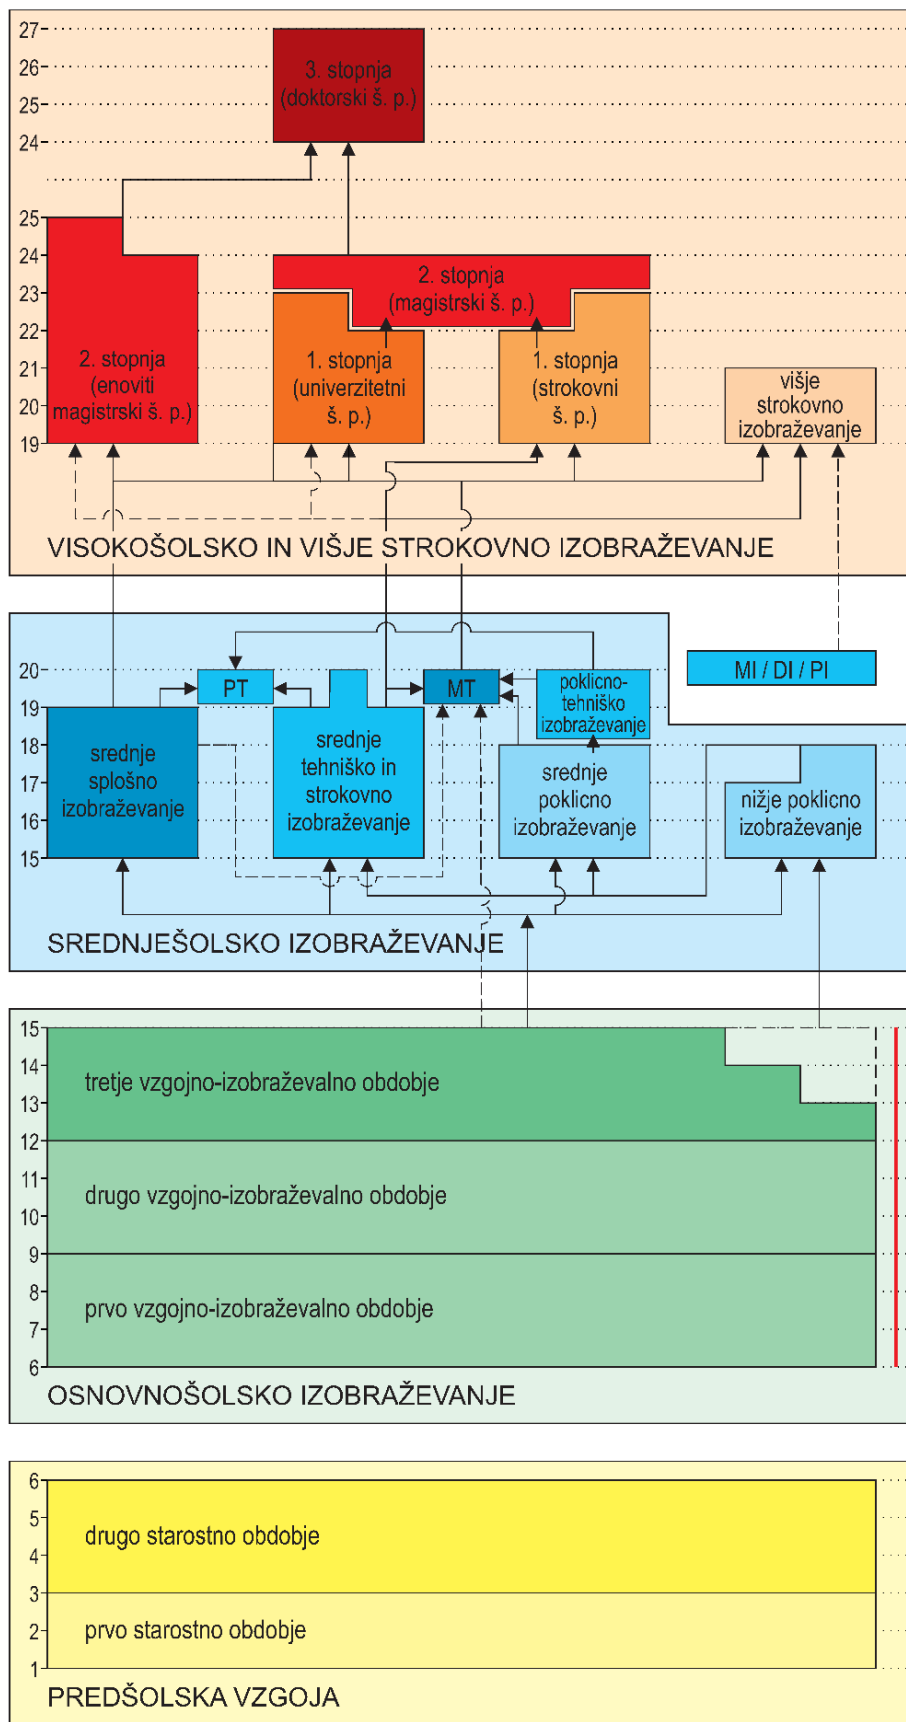 27
26
25
24
3. stopnja
(doktorski š. p.)
25
24
23
22
21
20
19
2. stopnja
(enoviti
magistrski š. p.)
2. stopnja
(magistrski š. p.)
1. stopnja
(univerzitetni
š. p.)
1. stopnja
(strokovni
š. p.)
višje
strokovno
izobraževanje
VISOKOŠOLSKO IN VIŠJE STROKOVNO IZOBRAŽEVANJE
20
19
18
17
16
15
PT
MT
MI / DI / PI
poklicno-
tehniško
izobraževanje
srednje
splošno
izobraževanje
srednje
tehniško in
strokovno
izobraževanje
srednje
poklicno
izobraževanje
nižje poklicno
izobraževanje
SREDNJEŠOLSKO IZOBRAŽEVANJE
15
14
13
12
11
10
9
8
7
6
tretje vzgojno-izobraževalno obdobje
drugo vzgojno-izobraževalno obdobje
prvo vzgojno-izobraževalno obdobje
OSNOVNOŠOLSKO IZOBRAŽEVANJE
6
5
4
3
2
1
drugo starostno obdobje
prvo starostno obdobje
PREDŠOLSKA VZGOJA